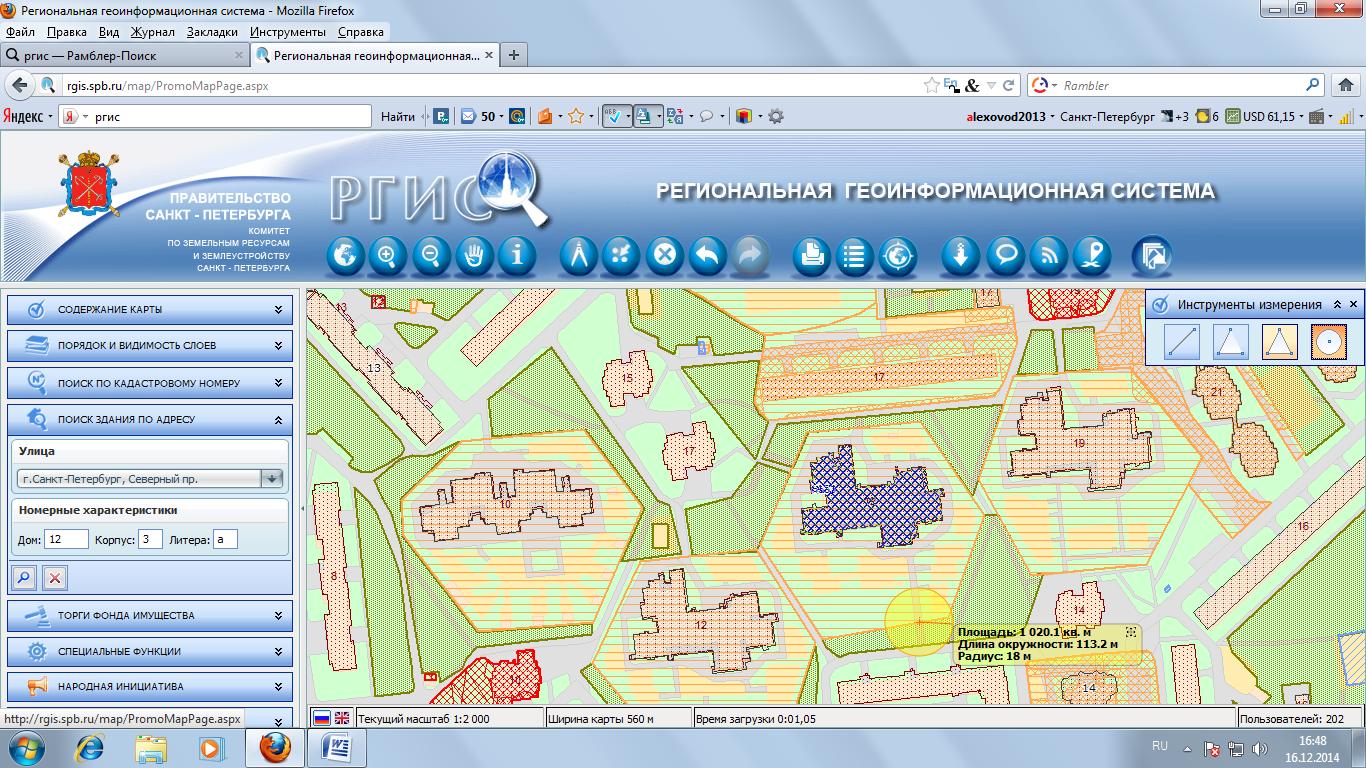 Региональная геоинформационная система - Mozilla Firefox
Файл Правка Вид Журнал Закладки Инструменты Справка
ргис — Рамблер-Поиск
Региональная геоинформационная...
rgis.spb.ru/map/PromoMapPage.aspx
Rambler
Яндекс
ргис
Найти
50
alexovod2013
Санкт-Петербург
+3
6
USD 61,15
ПРАВИТЕЛЬСТВО
САНКТ - ПЕТЕРБУРГА
КОМИТЕТ
ПО ЗЕМЕЛЬНЫМ РЕСУРСАМ
И ЗЕМЛЕУСТРОЙСТВУ
САНКТ - ПЕТЕРБУРГА
РГИС
РЕГИОНАЛЬНАЯ ГЕОИНФОРМАЦИОННАЯ СИСТЕМА
СОДЕРЖАНИЕ КАРТЫ
ПОРЯДОК И ВИДИМОСТЬ СЛОЕВ
ПОИСК ПО КАДАСТРОВОМУ НОМЕРУ
ПОИСК ЗДАНИЯ ПО АДРЕСУ
Улица
г.Санкт-Петербург, Северный пр.
Номерные характеристики
Дом: 12 Корпус: 3 Литера: а
ТОРГИ ФОНДА ИМУЩЕСТВА
СПЕЦИАЛЬНЫЕ ФУНКЦИИ
НАРОДНАЯ ИНИЦИАТИВА
http://rgis.spb.ru/map/PromoMapPage.aspx
Инструменты измерения
13
13
15
17
17
17
19
21
10
16
8
12
14
14
Площадь: 1 020.1 кв. м
Длина окружности: 113.2 м
Радиус: 18 м
Текущий масштаб 1:2 000
Ширина карты 560 м
Время загрузки 0:01,05
Пользователей: 202
RU
16:48
16.12.2014